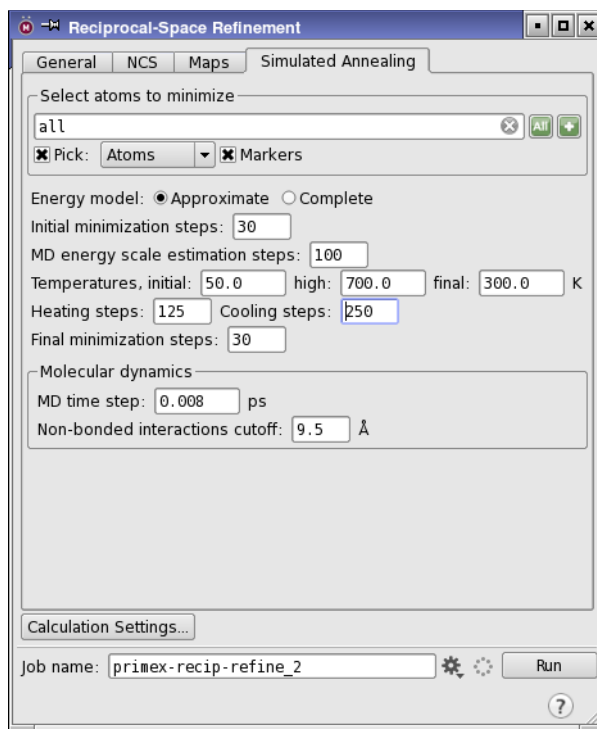 Reciprocal-Space Refinement
General NCS Maps Simulated Annealing
Select atoms to minimize
all All
Pick: Atoms Markers
Energy model: Approximate Complete
Initial minimization steps: 30
MD energy scale estimation steps: 100
Temperatures, initial: 50.0 high: 700.0 final: 300.0 K
Heating steps: 125 Cooling steps: 250
Final minimization steps: 30
Molecular dynamics
MD time step: 0.008 ps
Non-bonded interactions cutoff: 9.5 Å
Calculation Settings...
Job name: primex-recip-refine_2 Run
?